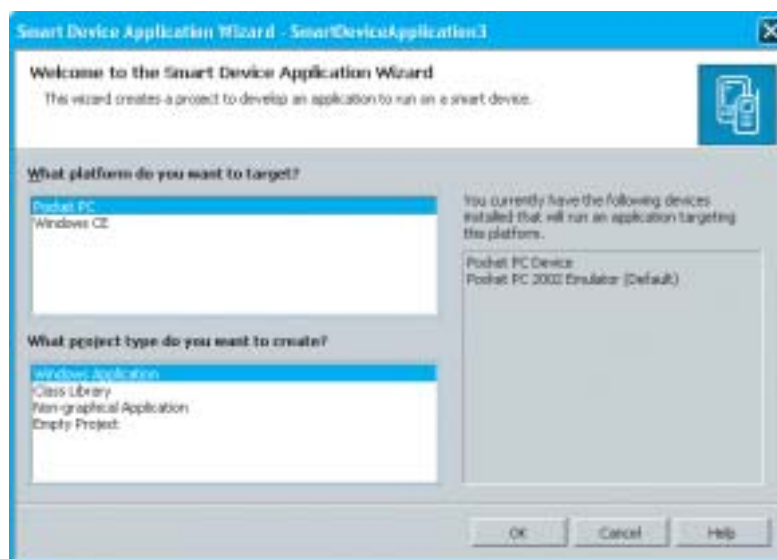 Smart Device Application Wizard - SmartDeviceApplication3
Welcome to the Smart Device Application Wizard
This wizard creates a project to develop an application to run on a smart device.
What platform do you want to target?
Pocket PC
Windows CE
You currently have the following devices
installed that will run an application targeting
this platform.
Pocket PC Device
Pocket PC 2002 Emulator (Default)
What project type do you want to create?
Windows Application
Class Library
Non-graphical Application
Empty Project
OK
Cancel
Help